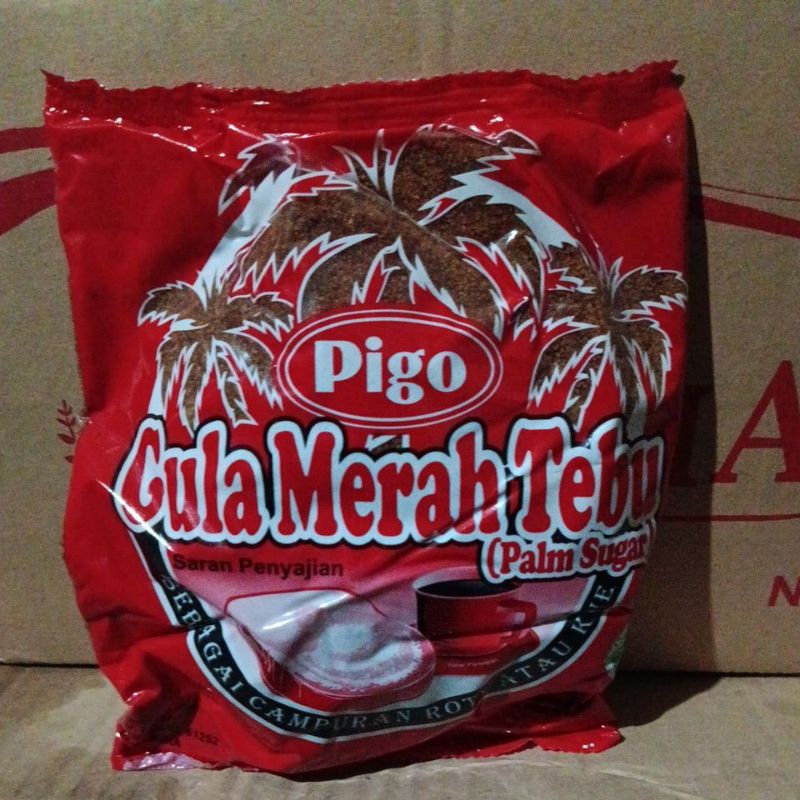 Pigo
Gula Merah Tebu
(Palm Sugar)
Saran Penyajian
SEBAGAI CAMPURAN ROTI ATAU KUE